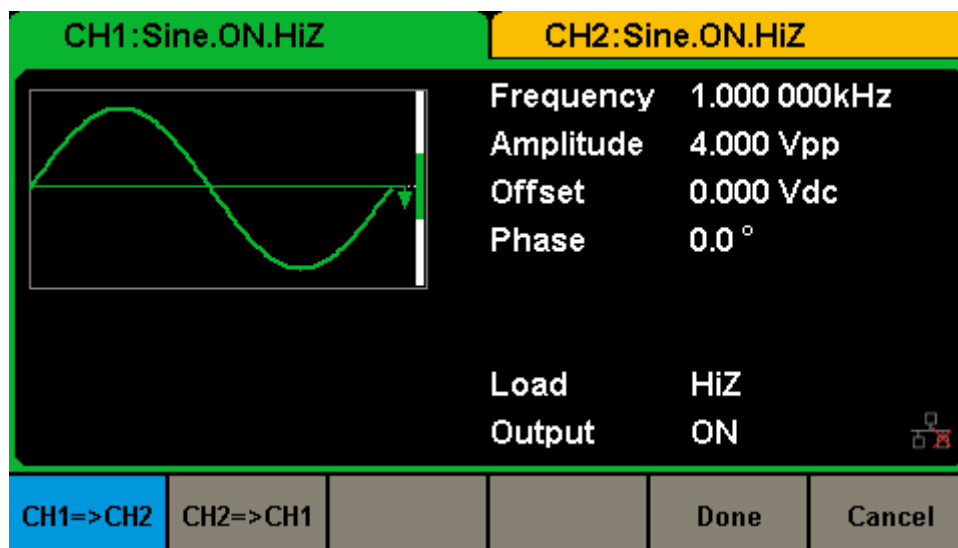 CH1:Sine.ON.HiZ
CH2:Sine.ON.HiZ
Frequency 1.000 000kHz
Amplitude 4.000 Vpp
Offset 0.000 Vdc
Phase 0.0 °
Load HiZ
Output ON
CH1=>CH2 CH2=>CH1 Done Cancel